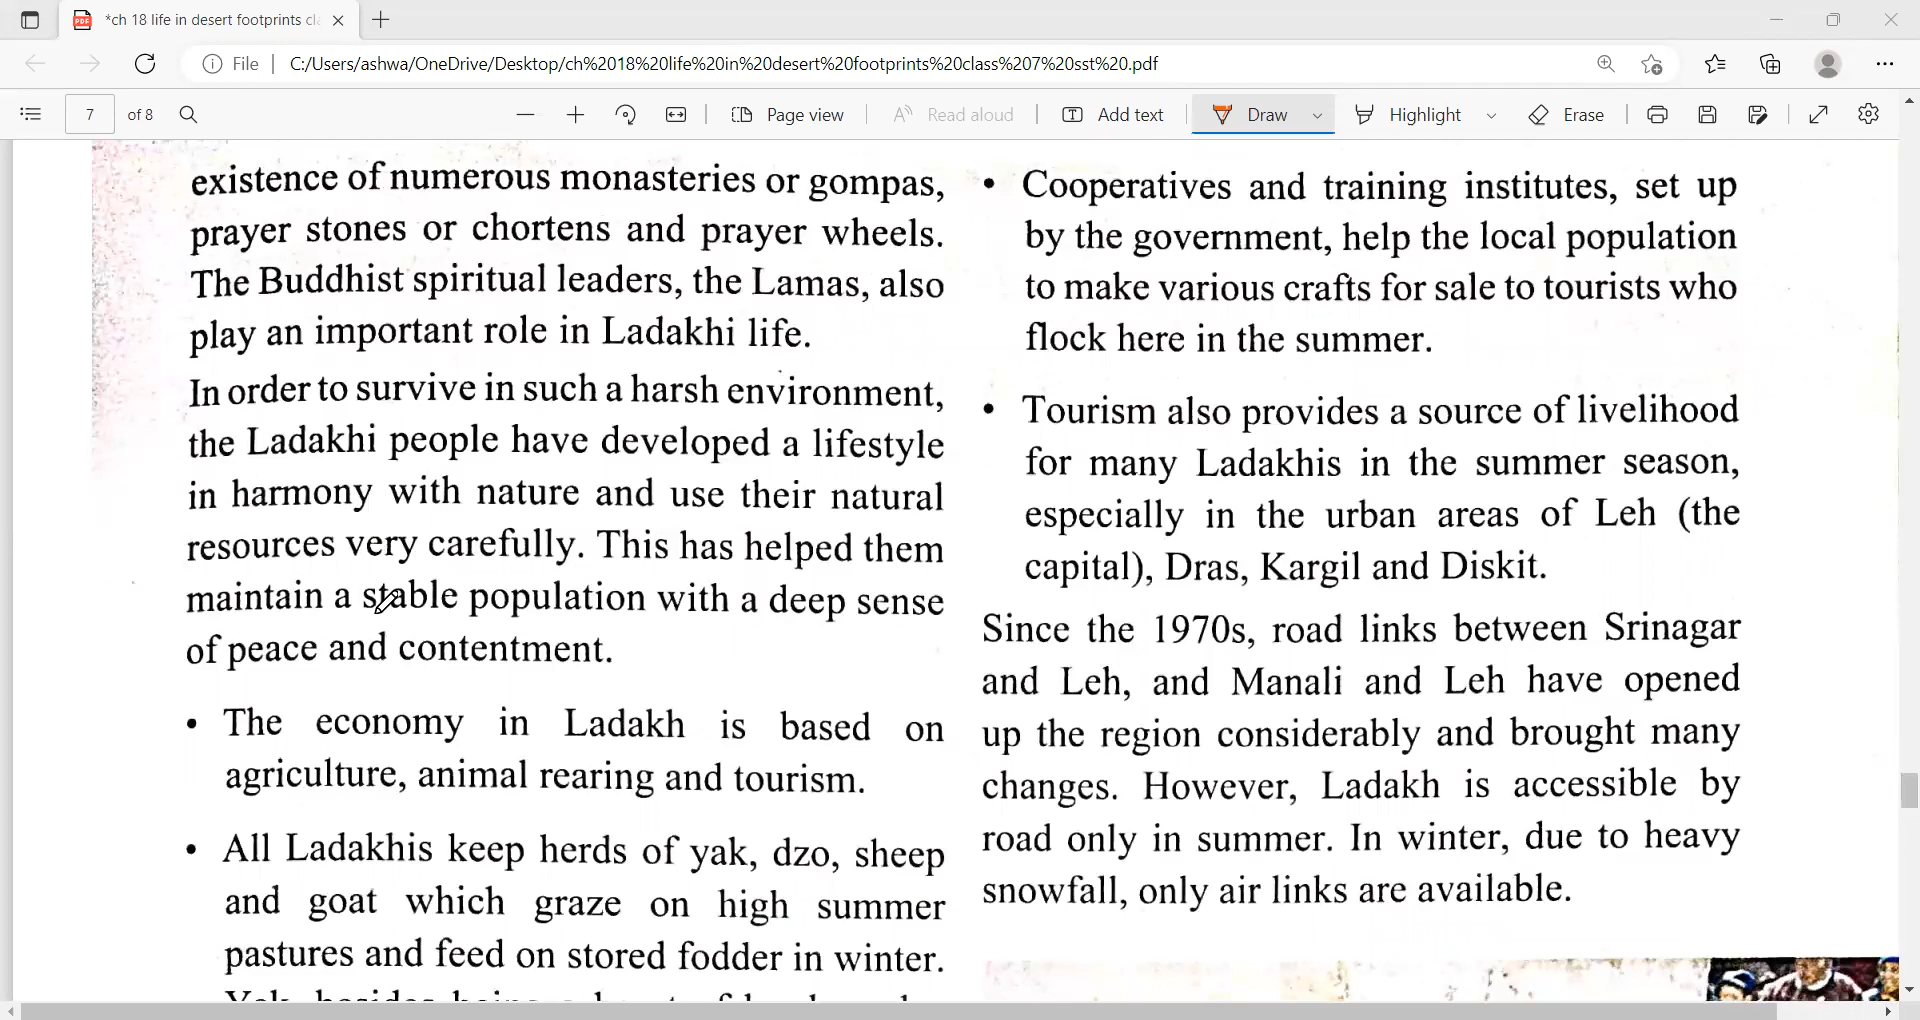 *ch 18 life in desert footprints cl
File
C:/Users/ashwa/OneDrive/Desktop/ch%2018%20life%20in%20desert%20footprints%20class%207%20sst%20.pdf
7 of 8
Page view
Read aloud
Add text
Draw
Highlight
Erase
existence of numerous monasteries or gompas,
prayer stones or chortens and prayer wheels.
The Buddhist spiritual leaders, the Lamas, also
play an important role in Ladakhi life.
In order to survive in such a harsh environment,
the Ladakhi people have developed a lifestyle
in harmony with nature and use their natural
resources very carefully. This has helped them
maintain a stable population with a deep sense
of peace and contentment.
• The economy in Ladakh is based on
agriculture, animal rearing and tourism.
• All Ladakhis keep herds of yak, dzo, sheep
and goat which graze on high summer
pastures and feed on stored fodder in winter.
• Cooperatives and training institutes, set up
by the government, help the local population
to make various crafts for sale to tourists who
flock here in the summer.
• Tourism also provides a source of livelihood
for many Ladakhis in the summer season,
especially in the urban areas of Leh (the
capital), Dras, Kargil and Diskit.
Since the 1970s, road links between Srinagar
and Leh, and Manali and Leh have opened
up the region considerably and brought many
changes. However, Ladakh is accessible by
road only in summer. In winter, due to heavy
snowfall, only air links are available.